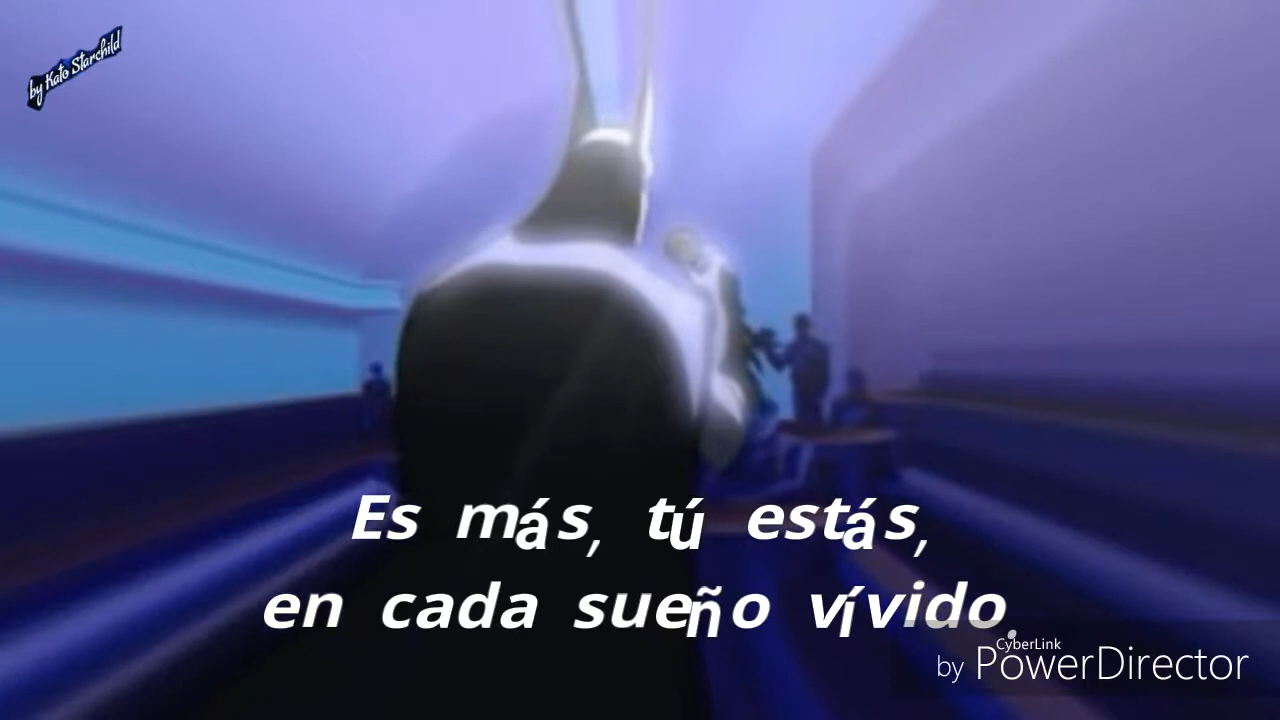 by Kato Starchild
Es más, tú estás,
en cada sueño vívido.
CyberLink
by PowerDirector